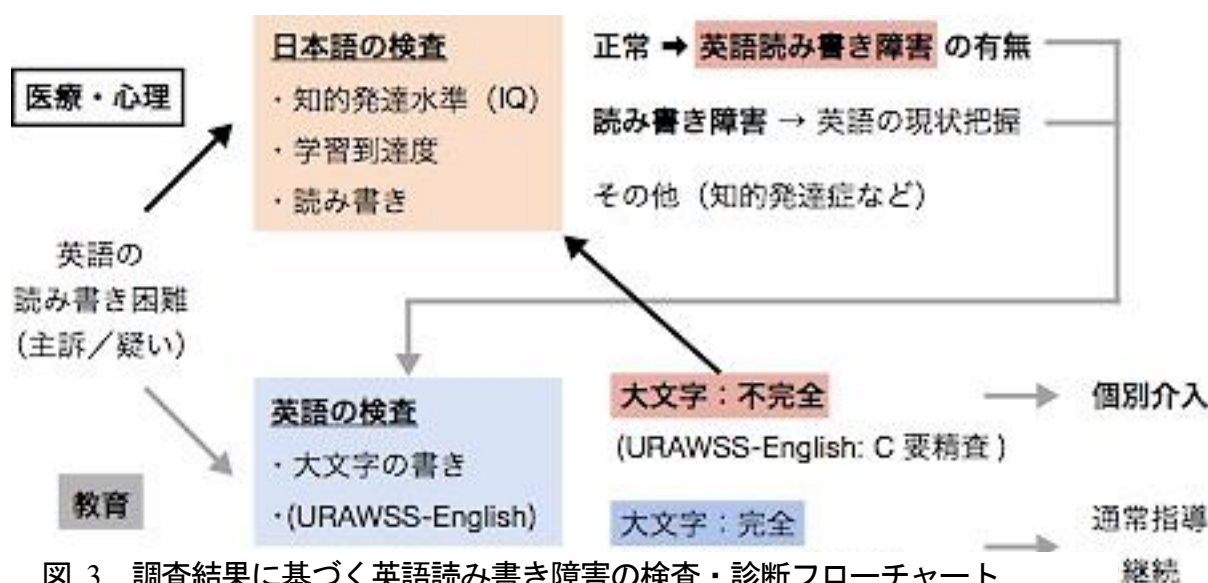 日本語の検査
・知的発達水準（IQ）
・学習到達度
・読み書き
正常 ➡ 英語読み書き障害 の有無
読み書き障害 → 英語の現状把握
その他（知的発達症など）
医療・心理
英語の
読み書き困難
（主訴／疑い）
教育
英語の検査
・大文字の書き
・(URAWSS-English)
大文字：不完全
(URAWSS-English: C 要精査 )
個別介入
大文字：完全
通常指導
継続
図 3　調査結果に基づく英語読み書き障害の検査・診断フローチャート